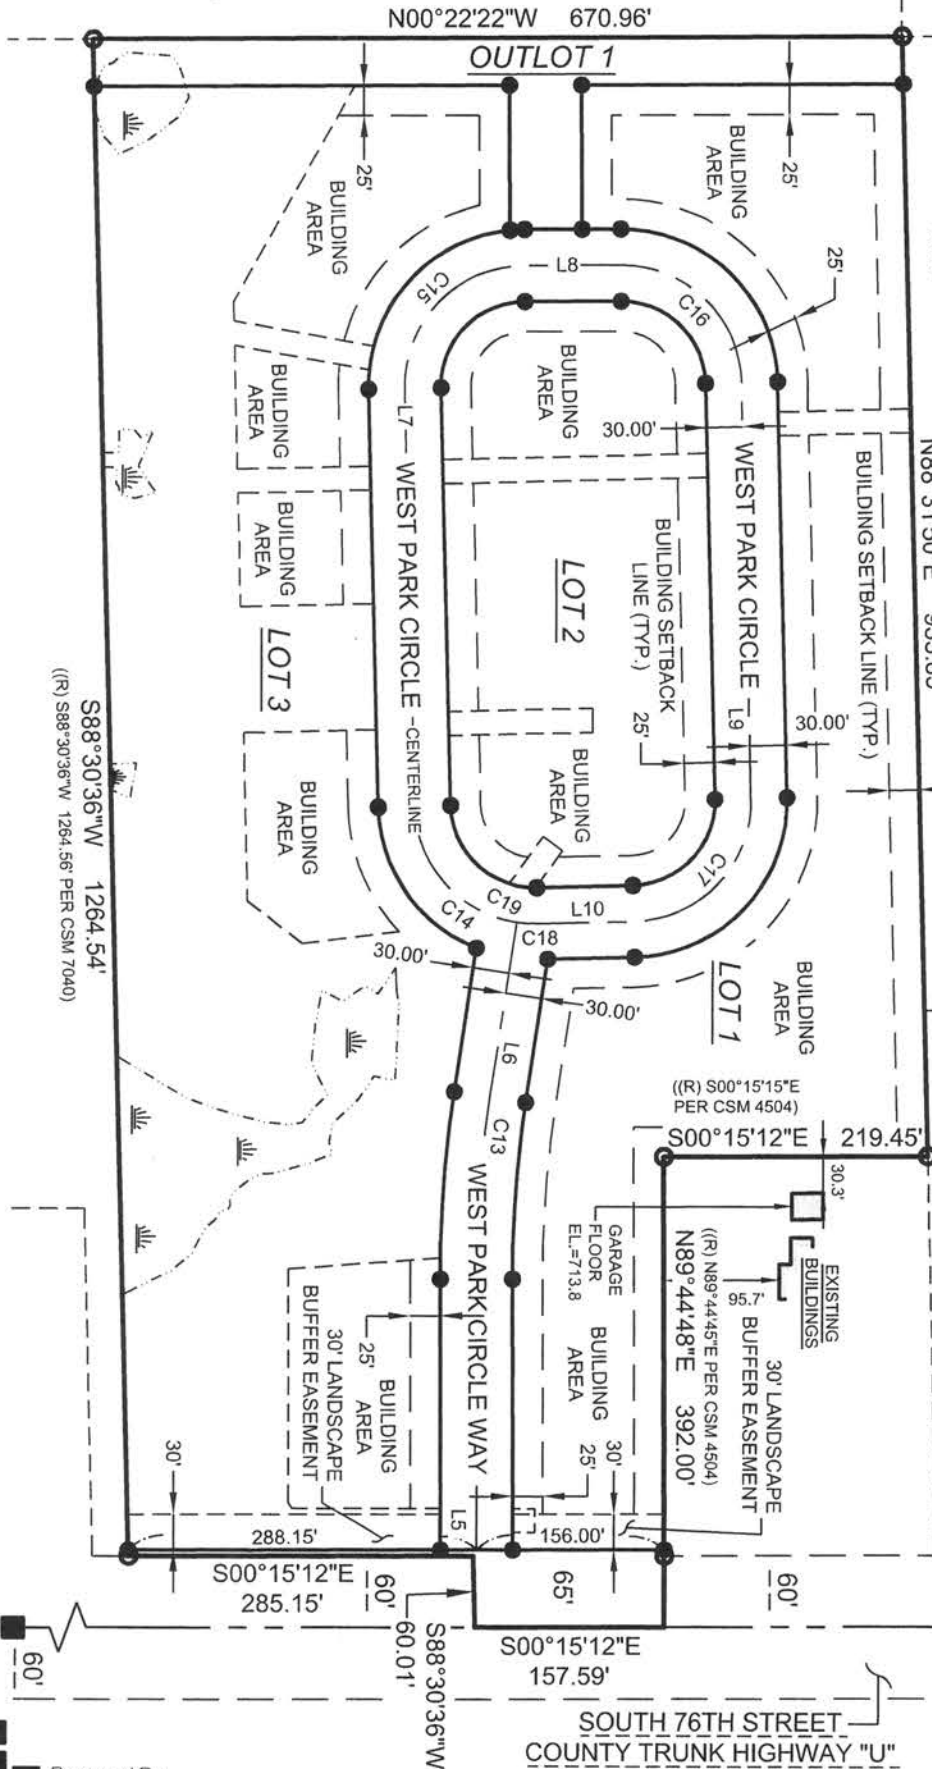 N00°22'22"W 670.96'
OUTLOT 1
25'
25'
BUILDING
AREA
BUILDING
AREA
25'
L8
C15
C16
BUILDING
AREA
BUILDING
AREA
30.00'
L7
WEST PARK CIRCLE
-CENTERLINE
WEST PARK CIRCLE
L9
BUILDING SETBACK LINE (TYP.)
BUILDING
AREA
LOT 2
BUILDING SETBACK
LINE (TYP.)
25'
30.00'
LOT 3
S88°30'36"W 1264.54'
((R) S88°30'36"W 1264.56' PER CSM 7040)
BUILDING
AREA
BUILDING
AREA
C17
C19
L10
C14
C18
30.00'
30.00'
LOT 1
BUILDING
AREA
L6
C13
((R) S00°15'15"E
PER CSM 4504)
S00°15'12"E 219.45'
30.3'
GARAGE
FLOOR
EL.=713.8
((R) N89°44'45"E PER CSM 4504)
N89°44'48"E 392.00'
95.7'
EXISTING
BUILDINGS
WEST PARK CIRCLE WAY
BUILDING
AREA
30' LANDSCAPE
BUFFER EASEMENT
25'
BUILDING
AREA
30' LANDSCAPE
BUFFER EASEMENT
30'
25'
30'
L5
288.15'
156.00'
S00°15'12"E
285.15'
60'
65'
60'
S88°30'36"W
60.01'
S00°15'12"E
157.59'
60'
SOUTH 76TH STREET
COUNTY TRUNK HIGHWAY "U"